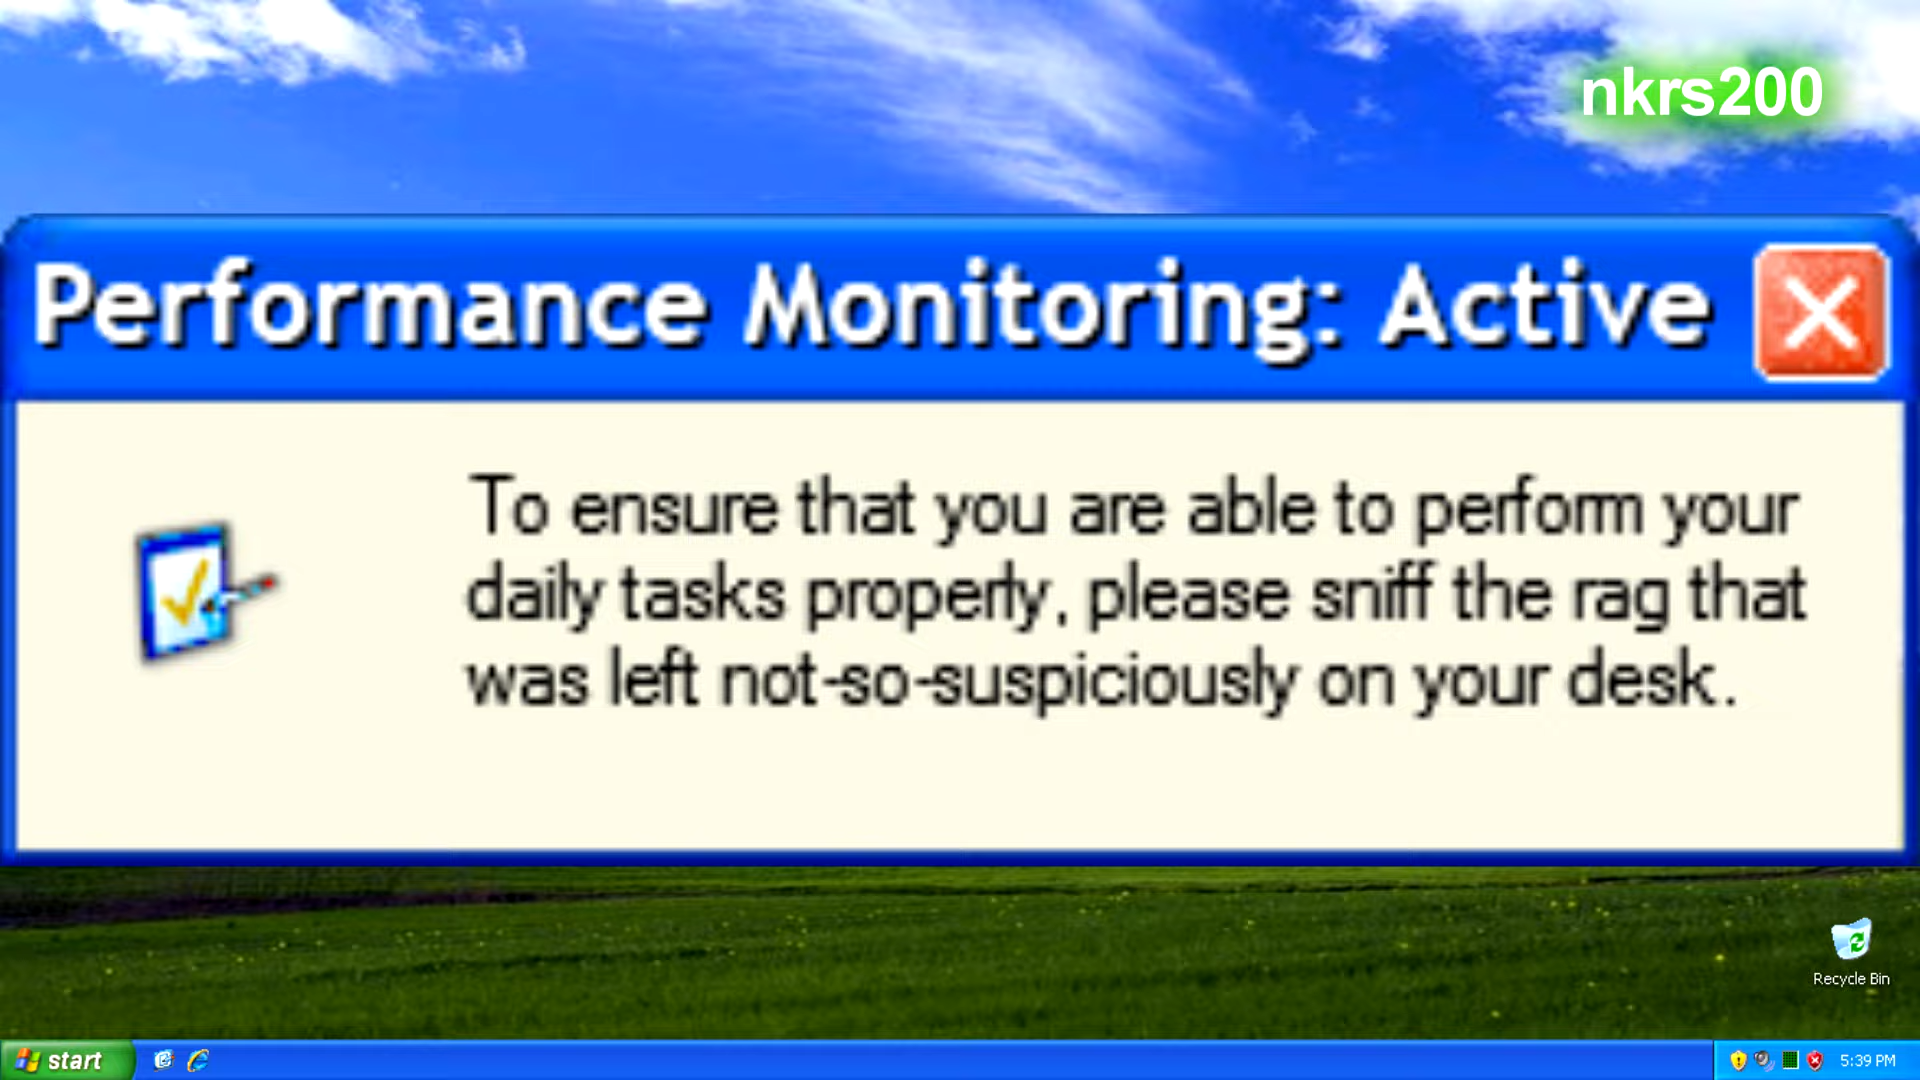 nkrs200
Performance Monitoring: Active
To ensure that you are able to perform your
daily tasks properly, please sniff the rag that
was left not-so-suspiciously on your desk.
Recycle Bin
start
5:39 PM